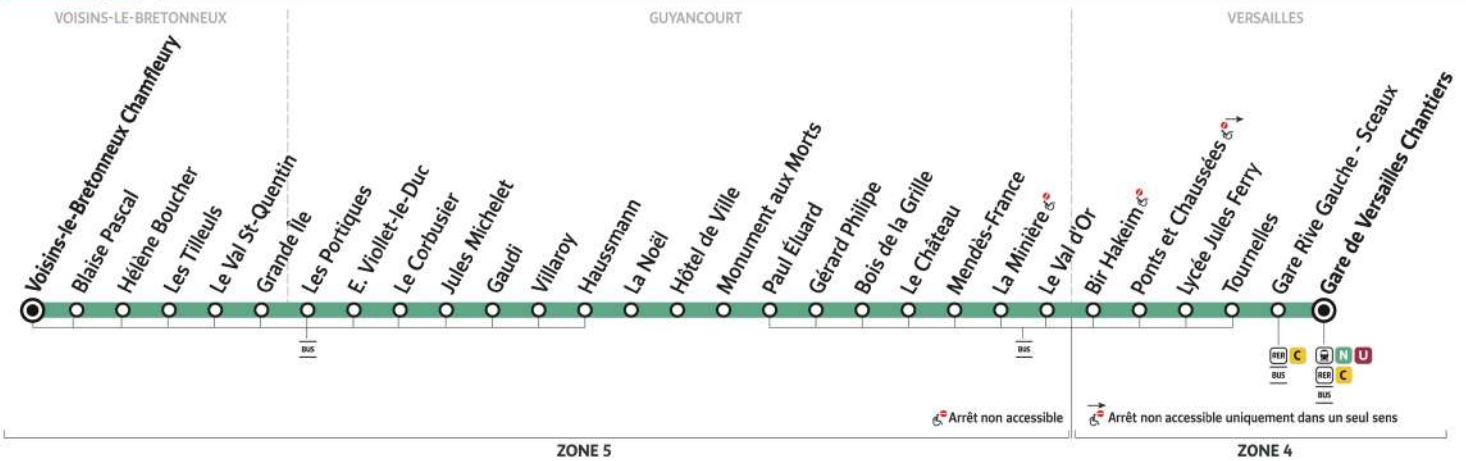 VOISINS-LE-BRETONNEUX
GUYANCOURT
VERSAILLES
Voisins-le-Bretonneux Chamfleury
Blaise Pascal
Hélène Boucher
Les Tilleuls
Le Val St-Quentin
Grande Île
Les Portiques
E. Viollet-le-Duc
Le Corbusier
Jules Michelet
Gaudi
Villaroy
Haussmann
La Noël
Hôtel de Ville
Monument aux Morts
Paul Éluard
Gérard Philipe
Bois de la Grille
Le Château
Mendès-France
La Minière
Le Val d'Or
Bir Hakeim
Ponts et Chaussées
Lycée Jules Ferry
Tournelles
Gare Rive Gauche - Sceaux
Gare de Versailles Chantiers
BUS
BUS
RER C
BUS
N U
RER C
BUS
Arrêt non accessible
Arrêt non accessible uniquement dans un seul sens
ZONE 5
ZONE 4